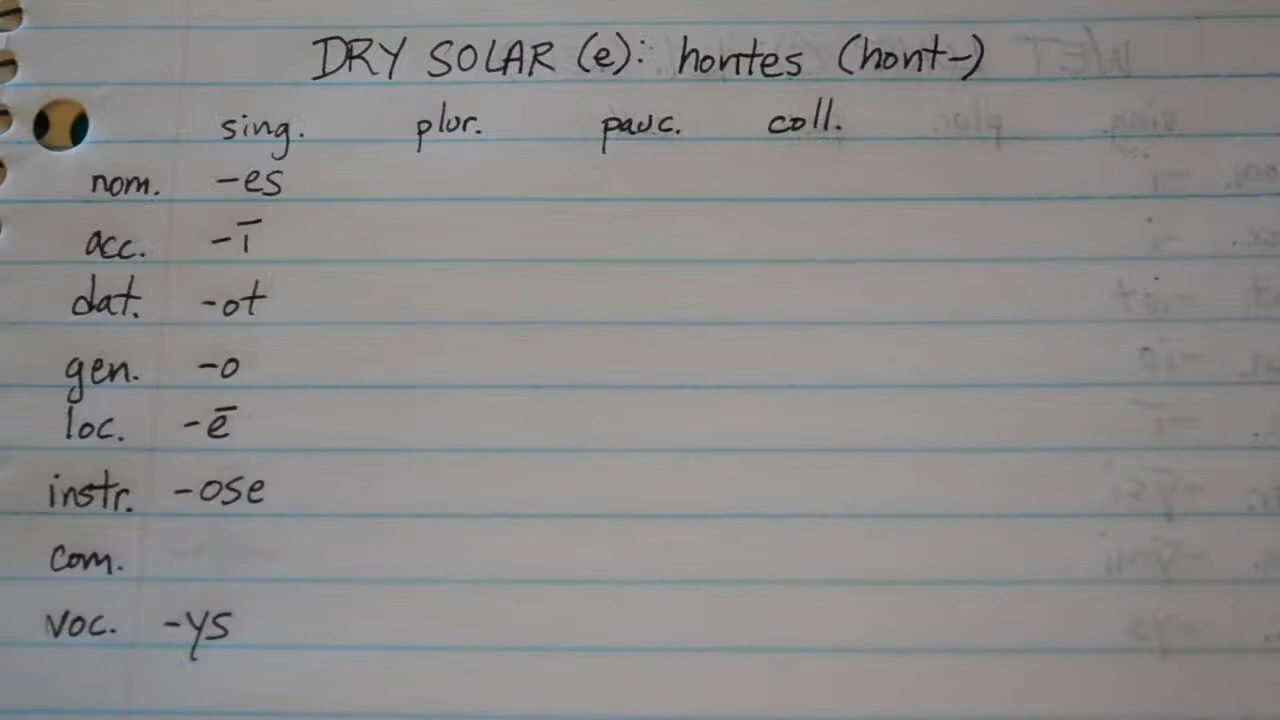 DRY SOLAR (e): hontes (hont-)
sing. plur. pauc. coll.
nom. -es
acc. -ī
dat. -ot
gen. -o
loc. -ē
instr. -ose
com.
voc. -ys